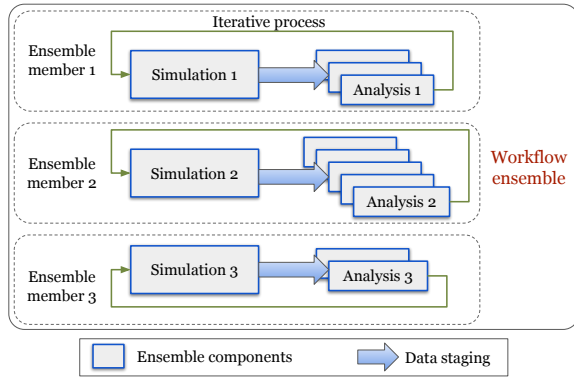 Iterative process
Ensemble
member 1
Simulation 1
Analysis 1
Ensemble
member 2
Simulation 2
Analysis 2
Workflow
ensemble
Ensemble
member 3
Simulation 3
Analysis 3
Ensemble components
Data staging